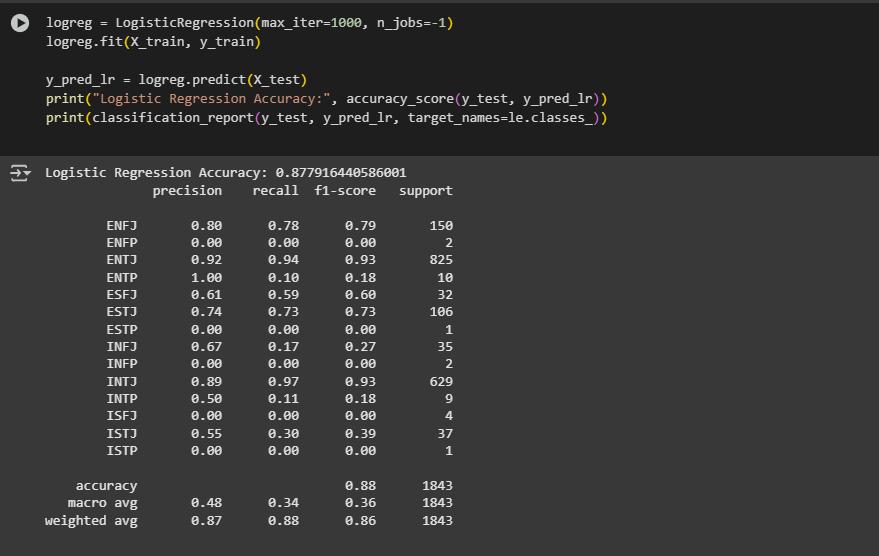 logreg = LogisticRegression(max_iter=1000, n_jobs=-1)
logreg.fit(X_train, y_train)
y_pred_lr = logreg.predict(X_test)
print("Logistic Regression Accuracy:", accuracy_score(y_test, y_pred_lr))
print(classification_report(y_test, y_pred_lr, target_names=le.classes_))
Logistic Regression Accuracy: 0.877916440586001
precision recall f1-score support
ENFJ 0.80 0.78 0.79 150
ENFP 0.00 0.00 0.00 2
ENTJ 0.92 0.94 0.93 825
ENTP 1.00 0.10 0.18 10
ESFJ 0.61 0.59 0.60 32
ESTJ 0.74 0.73 0.73 106
ESTP 0.00 0.00 0.00 1
INFJ 0.67 0.17 0.27 35
INFP 0.00 0.00 0.00 2
INTJ 0.89 0.97 0.93 629
INTP 0.50 0.11 0.18 9
ISFJ 0.00 0.00 0.00 4
ISTJ 0.55 0.30 0.39 37
ISTP 0.00 0.00 0.00 1
accuracy 0.88 1843
macro avg 0.48 0.34 0.36 1843
weighted avg 0.87 0.88 0.86 1843